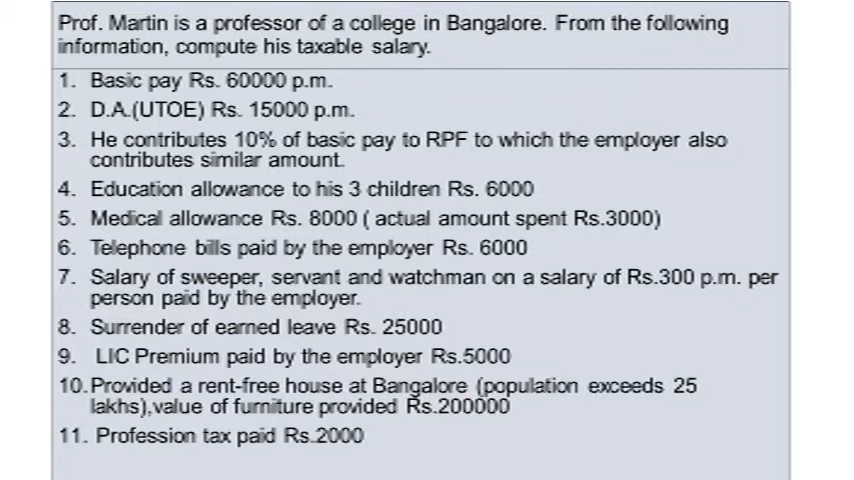 Prof. Martin is a professor of a college in Bangalore. From the following
information, compute his taxable salary.
1. Basic pay Rs. 60000 p.m.
2. D.A.(UTOE) Rs. 15000 p.m.
3. He contributes 10% of basic pay to RPF to which the employer also
contributes similar amount.
4. Education allowance to his 3 children Rs. 6000
5. Medical allowance Rs. 8000 ( actual amount spent Rs.3000)
6. Telephone bills paid by the employer Rs. 6000
7. Salary of sweeper, servant and watchman on a salary of Rs.300 p.m. per
person paid by the employer.
8. Surrender of earned leave Rs. 25000
9. LIC Premium paid by the employer Rs.5000
10. Provided a rent-free house at Bangalore (population exceeds 25
lakhs),value of furniture provided Rs.200000
11. Profession tax paid Rs.2000